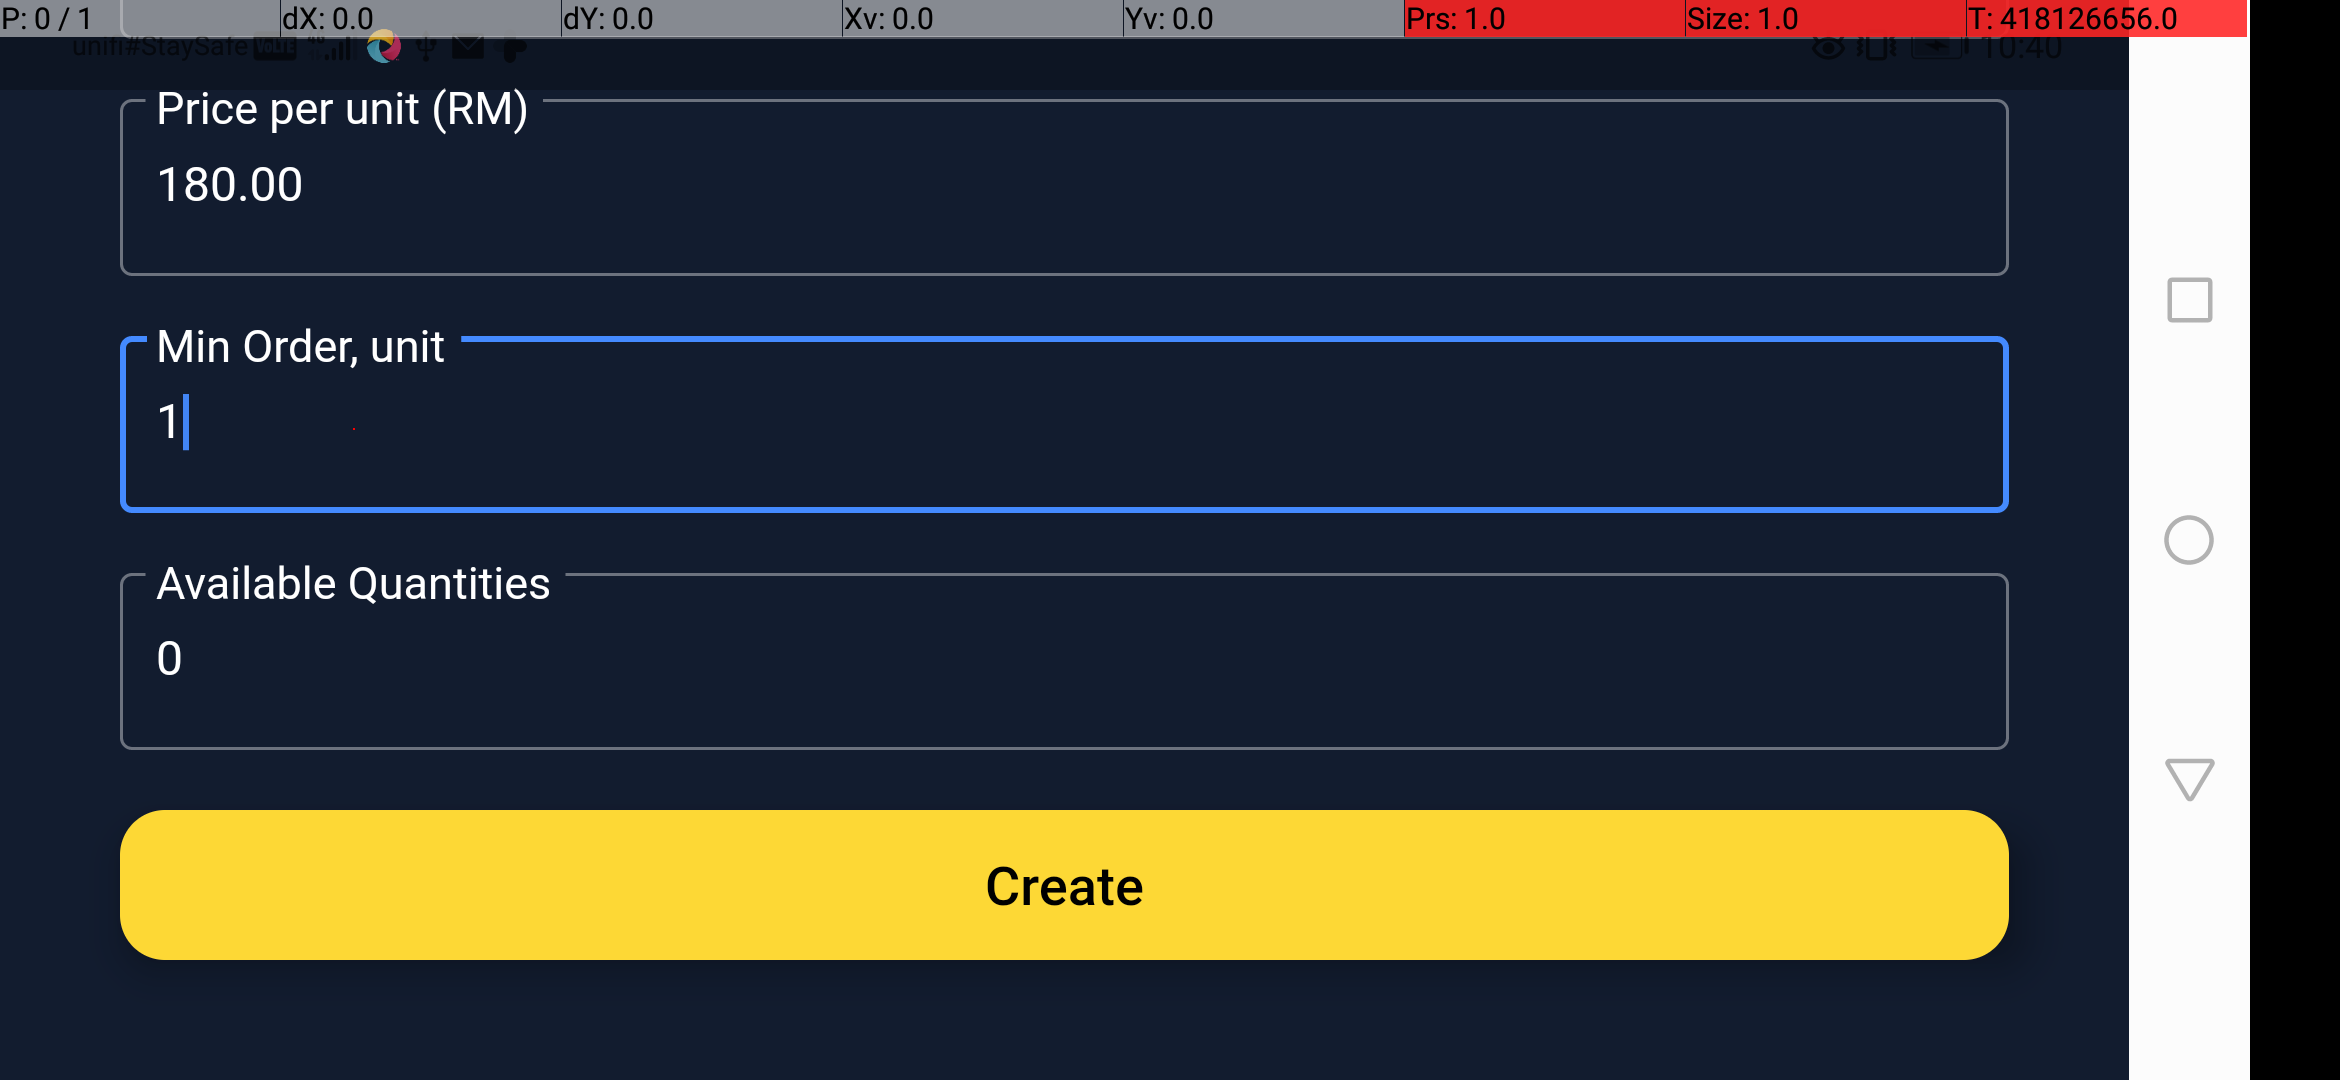 P: 0 / 1 dX: 0.0 dY: 0.0 Xv: 0.0 Yv: 0.0 Prs: 1.0 Size: 1.0 T: 418126656.0
unifi#StaySafe VoLTE 10:40
Price per unit (RM)
180.00
Min Order, unit
1
Available Quantities
0
Create